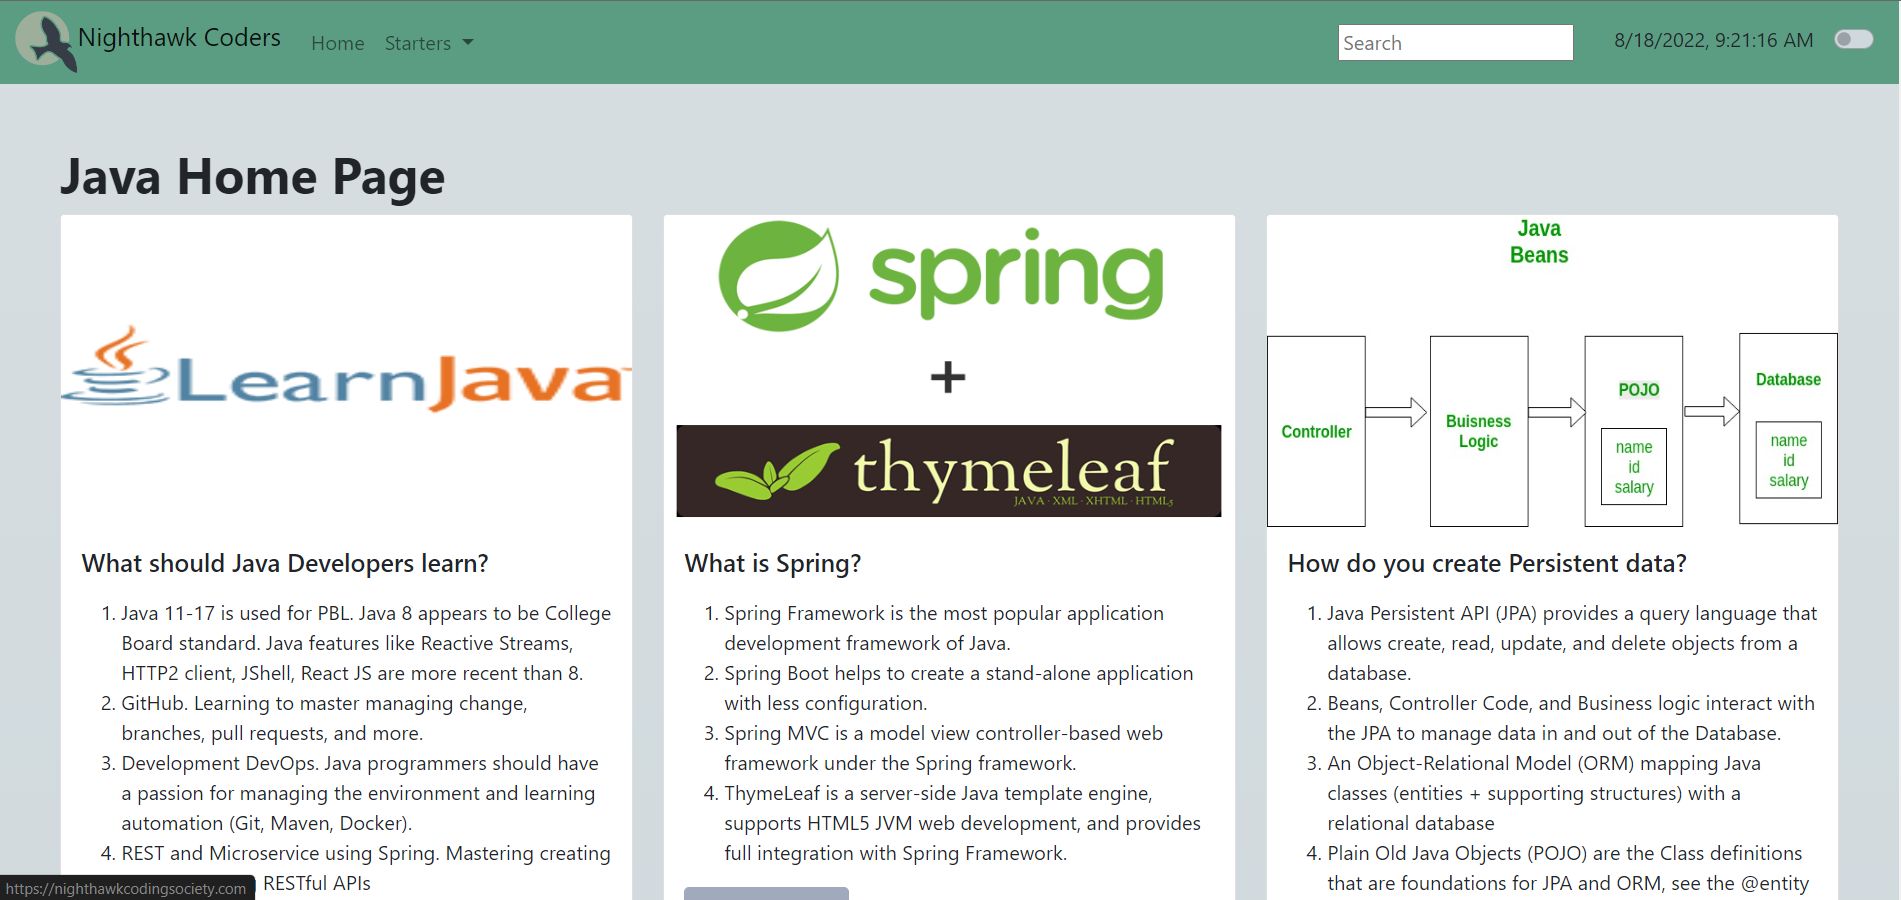 Nighthawk Coders
Home
Starters
Search
8/18/2022, 9:21:16 AM
Java Home Page
LearnJava
What should Java Developers learn?
1. Java 11-17 is used for PBL. Java 8 appears to be College
Board standard. Java features like Reactive Streams,
HTTP2 client, JShell, React JS are more recent than 8.
2. GitHub. Learning to master managing change,
branches, pull requests, and more.
3. Development DevOps. Java programmers should have
a passion for managing the environment and learning
automation (Git, Maven, Docker).
4. REST and Microservice using Spring. Mastering creating
RESTful APIs
spring
+
thymeleaf
JAVA · XML · XHTML · HTML5
What is Spring?
1. Spring Framework is the most popular application
development framework of Java.
2. Spring Boot helps to create a stand-alone application
with less configuration.
3. Spring MVC is a model view controller-based web
framework under the Spring framework.
4. ThymeLeaf is a server-side Java template engine,
supports HTML5 JVM web development, and provides
full integration with Spring Framework.
Java
Beans
Controller
Buisness
Logic
POJO
name
id
salary
Database
name
id
salary
How do you create Persistent data?
1. Java Persistent API (JPA) provides a query language that
allows create, read, update, and delete objects from a
database.
2. Beans, Controller Code, and Business logic interact with
the JPA to manage data in and out of the Database.
3. An Object-Relational Model (ORM) mapping Java
classes (entities + supporting structures) with a
relational database
4. Plain Old Java Objects (POJO) are the Class definitions
that are foundations for JPA and ORM, see the @entity
https://nighthawkcodingsociety.com